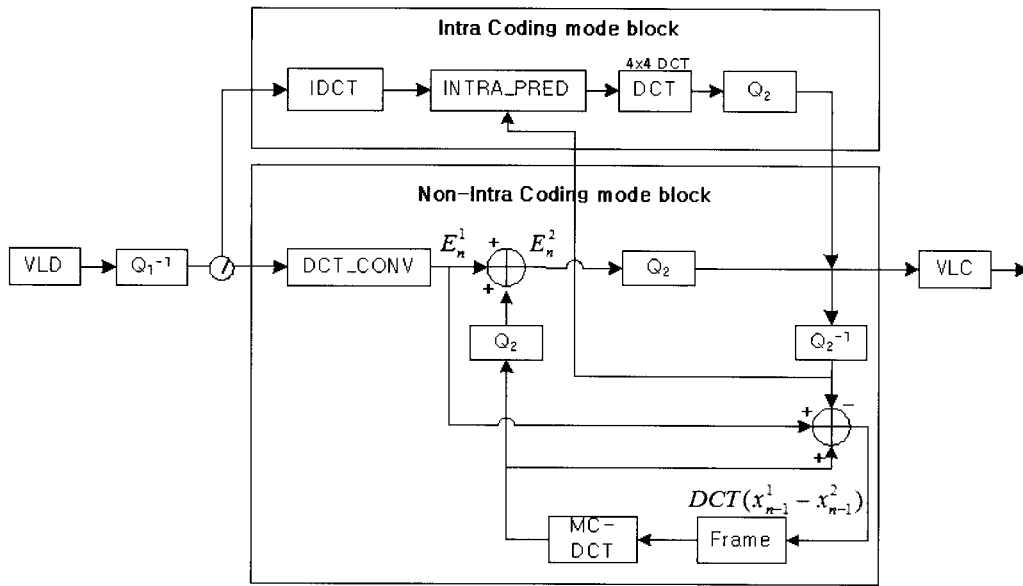 Intra Coding mode block
4x4 DCT
IDCT
INTRA_PRED
DCT
Q₂
Non-Intra Coding mode block
VLD
Q₁⁻¹
DCT_CONV
E¹ₙ
+
+
E²ₙ
Q₂
VLC
Q₂
Q₂⁻¹
+
−
+
DCT(x¹ₙ₋₁ − x²ₙ₋₁)
MC-
DCT
Frame